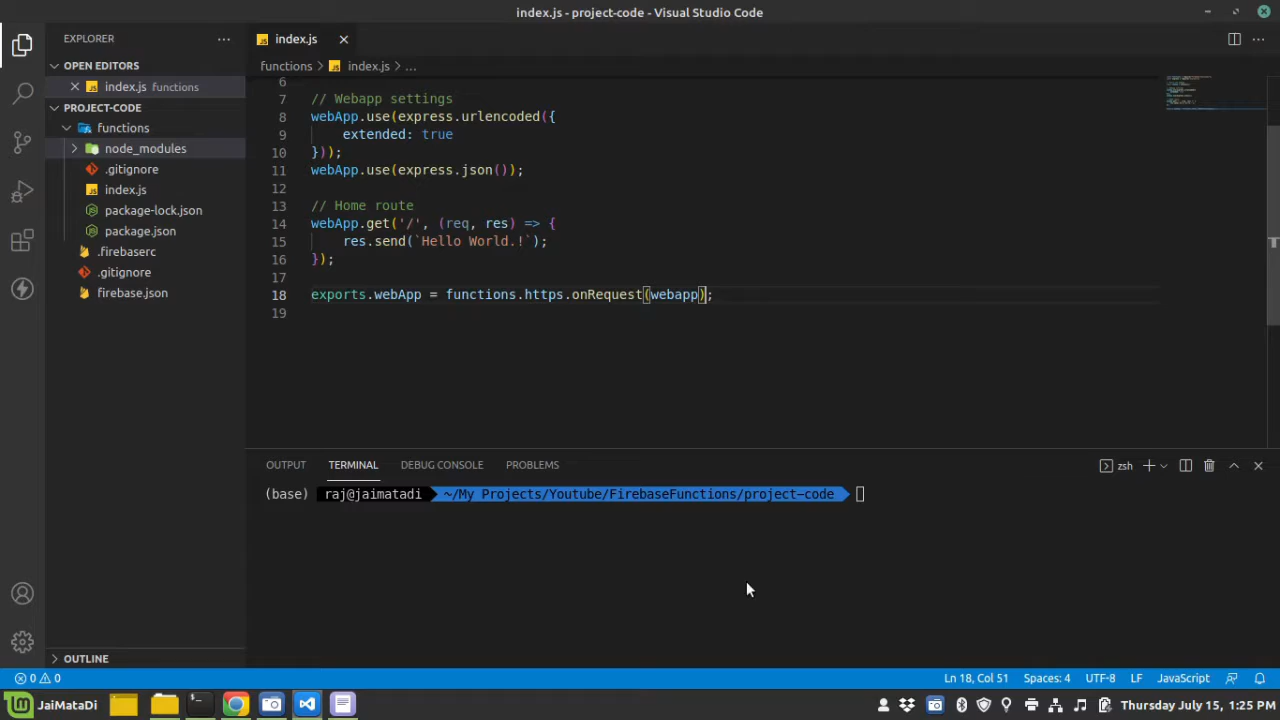 index.js - project-code - Visual Studio Code
EXPLORER
index.js
OPEN EDITORS
index.js functions
PROJECT-CODE
functions
node_modules
.gitignore
index.js
package-lock.json
package.json
.firebaserc
.gitignore
firebase.json
OUTLINE
functions > index.js > ...
6
7 // Webapp settings
8 webApp.use(express.urlencoded({
9 extended: true
10 }));
11 webApp.use(express.json());
12
13 // Home route
14 webApp.get('/', (req, res) => {
15 res.send(`Hello World.!`);
16 });
17
18 exports.webApp = functions.https.onRequest(webapp);
19
OUTPUT TERMINAL DEBUG CONSOLE PROBLEMS
zsh
(base) raj@jaimatadi ~/My Projects/Youtube/FirebaseFunctions/project-code
0 0 Ln 18, Col 51 Spaces: 4 UTF-8 LF JavaScript
JaiMataDi Thursday July 15, 1:25 PM